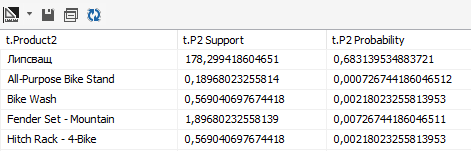 t.Product2 t.P2 Support t.P2 Probability
Липсващ 178,299418604651 0,683139534883721
All-Purpose Bike Stand 0,18968023255814 0,000726744186046512
Bike Wash 0,569040697674418 0,00218023255813953
Fender Set - Mountain 1,89680232558139 0,00726744186046511
Hitch Rack - 4-Bike 0,569040697674418 0,00218023255813953